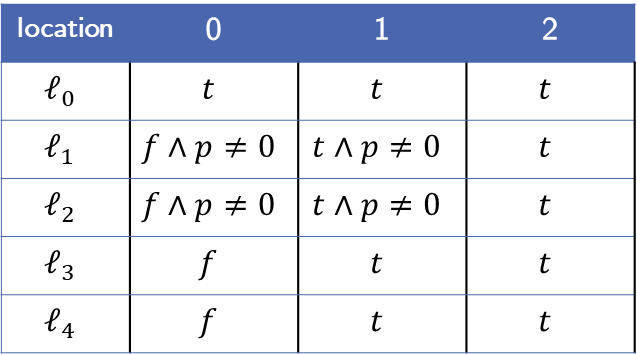 location 0 1 2
ℓ₀ t t t
ℓ₁ f ∧ p ≠ 0 t ∧ p ≠ 0 t
ℓ₂ f ∧ p ≠ 0 t ∧ p ≠ 0 t
ℓ₃ f t t
ℓ₄ f t t